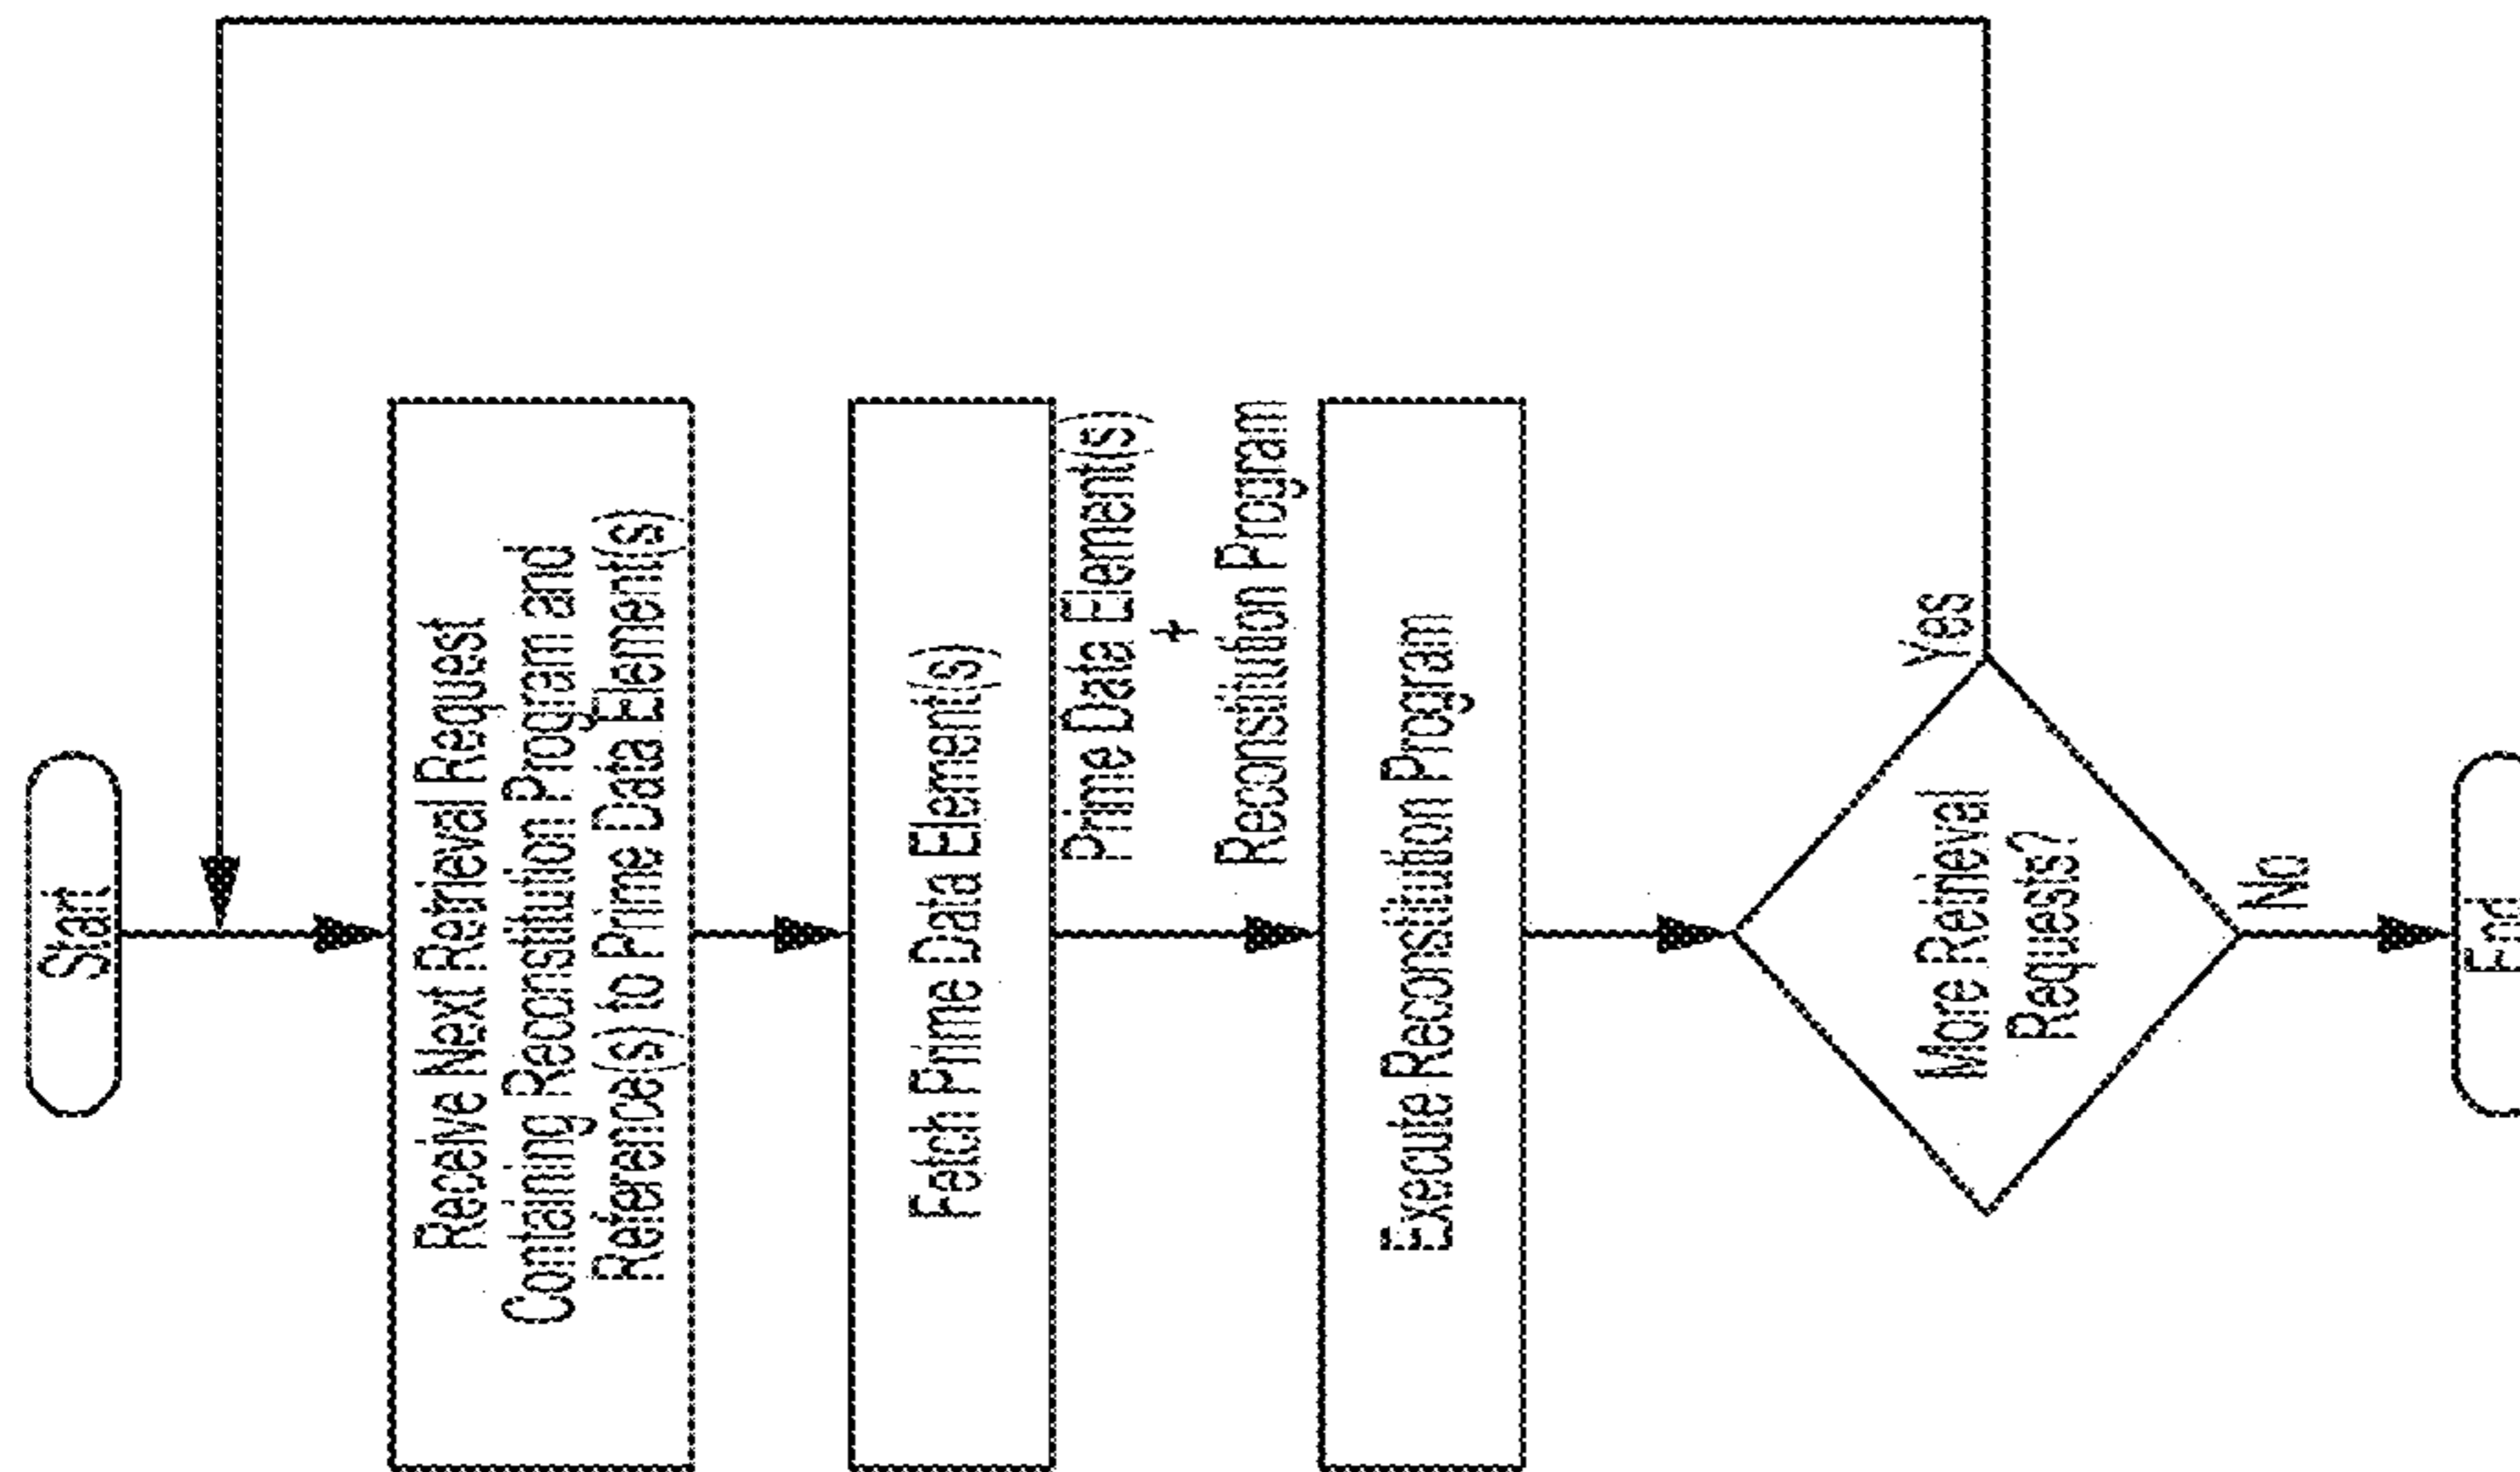 Start
Receive Next Retrieval Request
Containing Reconstitution Program and
Reference(s) to Prime Data Element(s)
Fetch Prime Data Element(s)
Prime Data Element(s)
+
Reconstitution Program
Execute Reconstitution Program
More Retrieval
Requests?
Yes
No
End